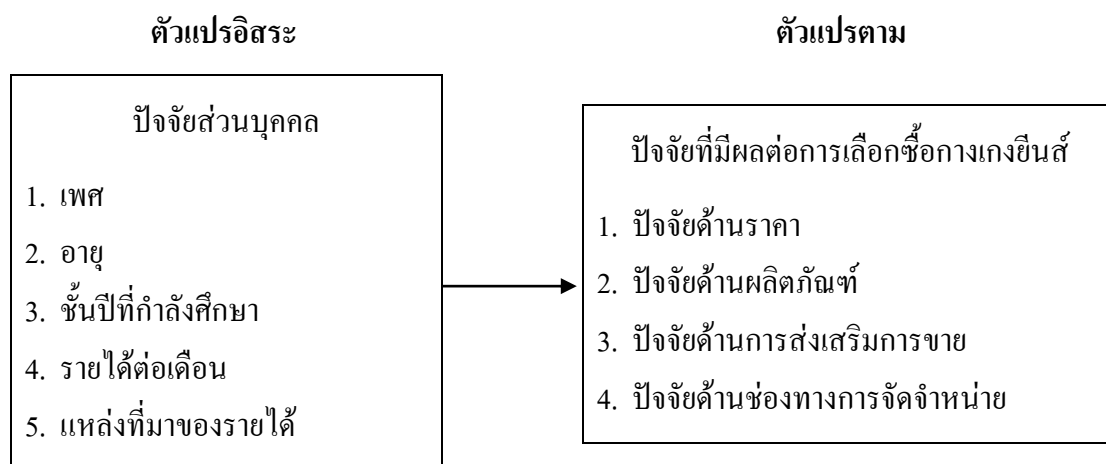 ตัวแปรอิสระ
ตัวแปรตาม
ปัจจัยส่วนบุคคล
1. เพศ
2. อายุ
3. ชั้นปีที่กำลังศึกษา
4. รายได้ต่อเดือน
5. แหล่งที่มาของรายได้
ปัจจัยที่มีผลต่อการเลือกซื้อกางเกงยีนส์
1. ปัจจัยด้านราคา
2. ปัจจัยด้านผลิตภัณฑ์
3. ปัจจัยด้านการส่งเสริมการขาย
4. ปัจจัยด้านช่องทางการจัดจำหน่าย